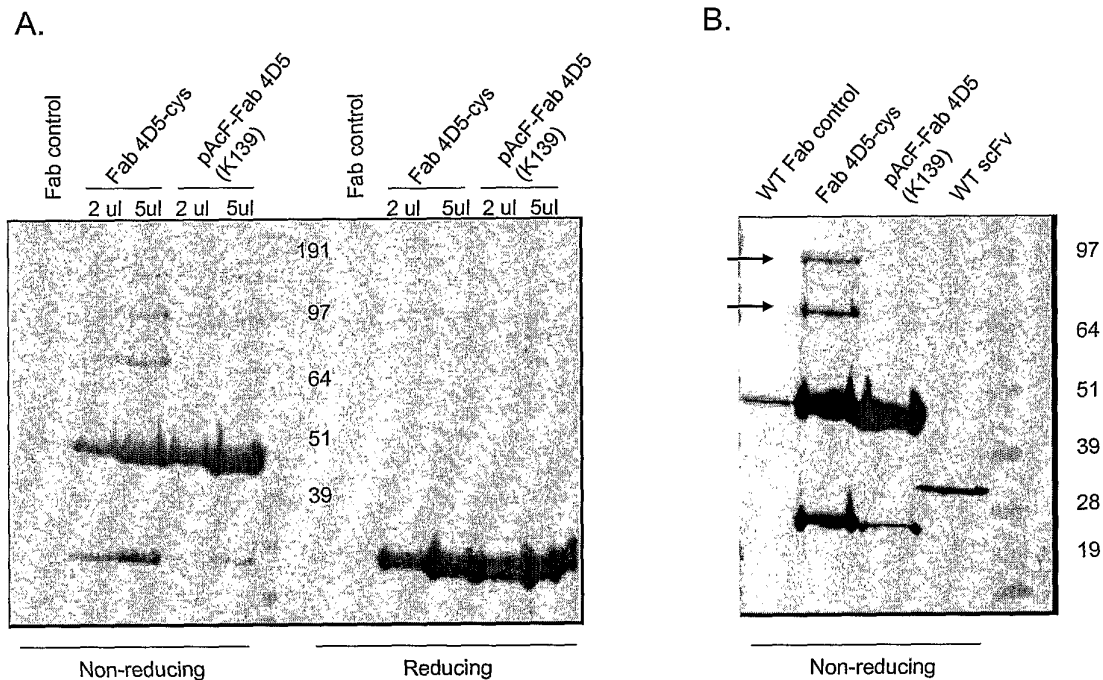 A.
Fab control
Fab 4D5-cys
pAcF-Fab 4D5
(K139)
Fab control
Fab 4D5-cys
pAcF-Fab 4D5
(K139)
2 ul 5ul 2 ul 5ul
2 ul 5ul 2 ul 5ul
191
97
64
51
39
Non-reducing
Reducing
B.
WT Fab control
Fab 4D5-cys
pAcF-Fab 4D5
(K139)
WT scFv
97
64
51
39
28
19
Non-reducing